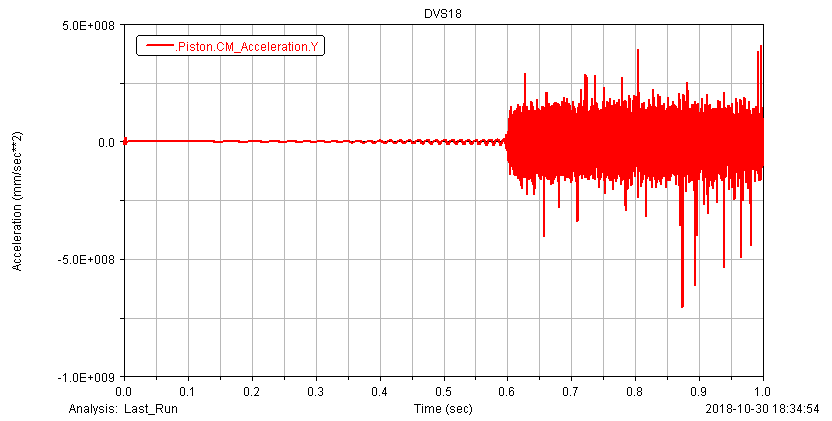 DVS18
5.0E+008
.Piston.CM_Acceleration.Y
0.0
Acceleration (mm/sec**2)
-5.0E+008
-1.0E+009
0.0 0.1 0.2 0.3 0.4 0.5 0.6 0.7 0.8 0.9 1.0
Analysis: Last_Run Time (sec) 2018-10-30 18:34:54